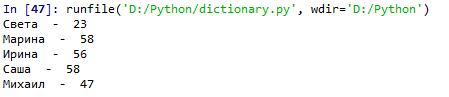 In [47]: runfile('D:/Python/dictionary.py', wdir='D:/Python')
Света  -  23
Марина  -  58
Ирина  -  56
Саша  -  58
Михаил  -  47